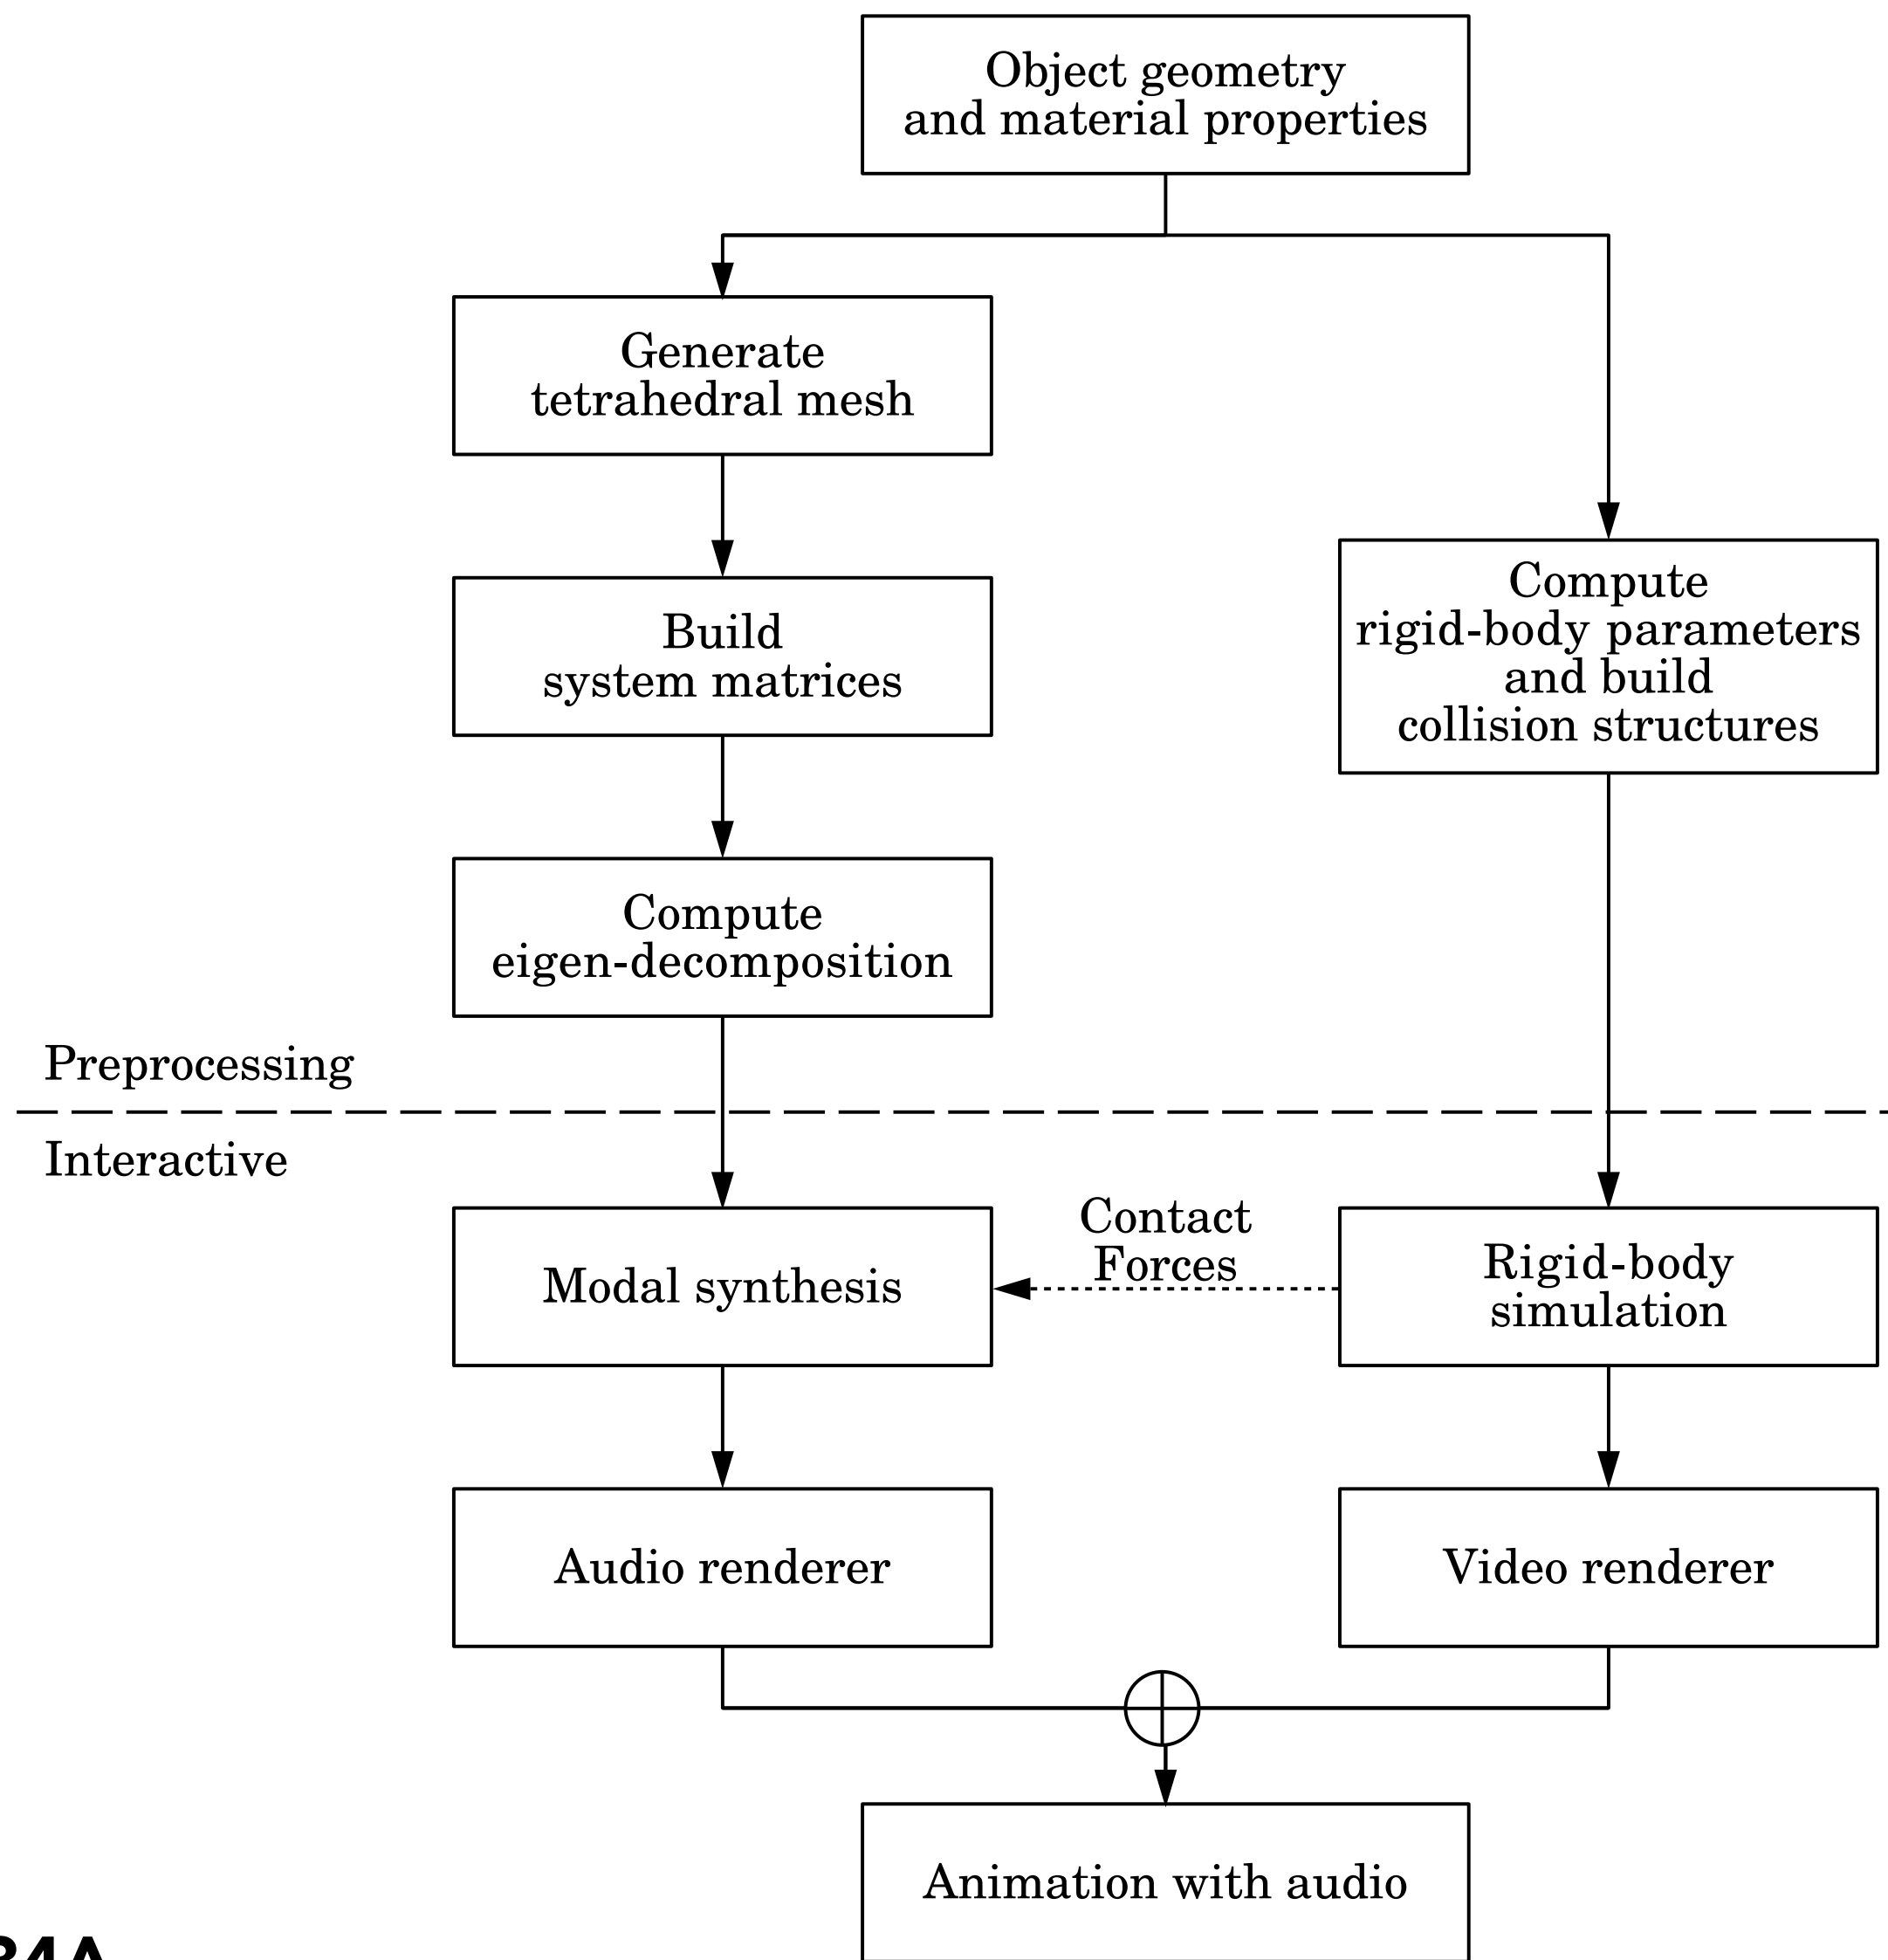 Object geometry
and material properties
Generate
tetrahedral mesh
Build
system matrices
Compute
rigid-body parameters
and build
collision structures
Compute
eigen-decomposition
Preprocessing
Interactive
Modal synthesis
Contact
Forces
Rigid-body
simulation
Audio renderer
Video renderer
Animation with audio